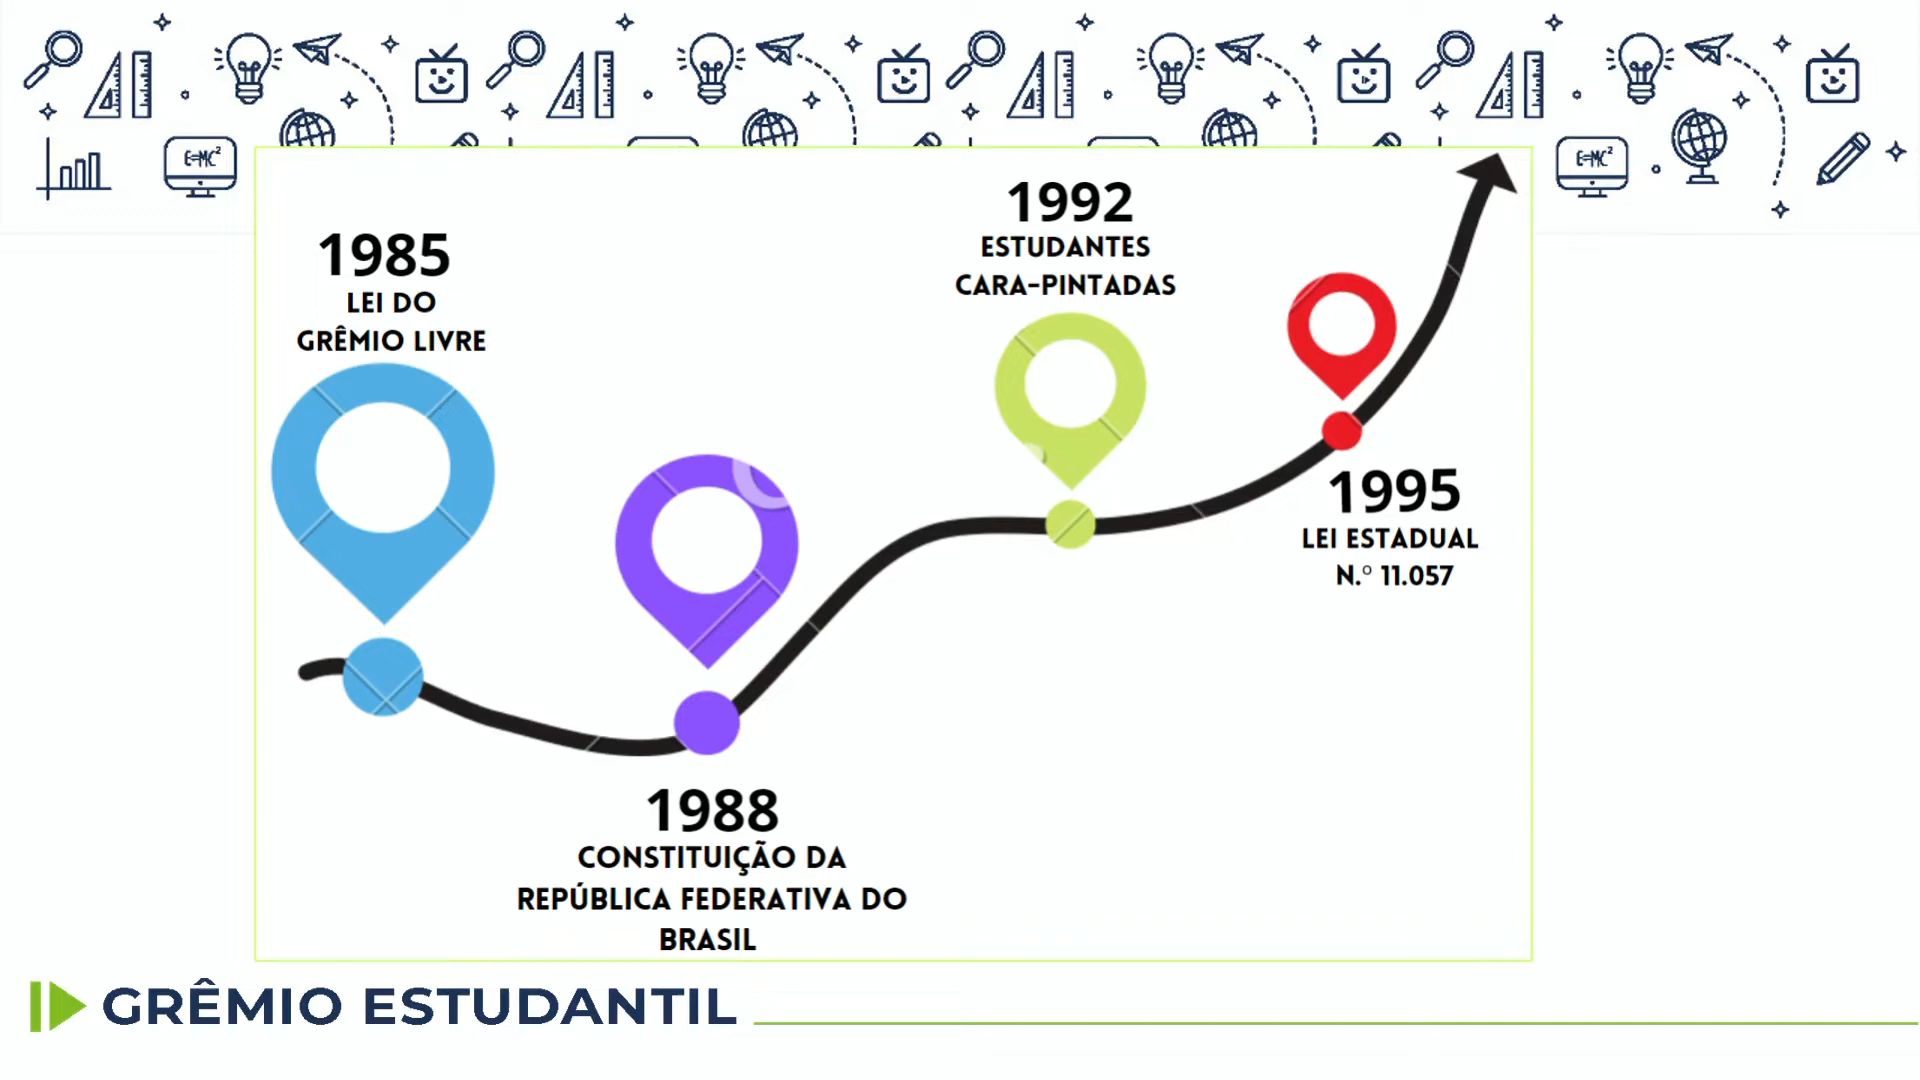 E=MC²
E=MC²
1985
LEI DO
GRÊMIO LIVRE
1988
CONSTITUIÇÃO DA
REPÚBLICA FEDERATIVA DO
BRASIL
1992
ESTUDANTES
CARA-PINTADAS
1995
LEI ESTADUAL
N.º 11.057
GRÊMIO ESTUDANTIL